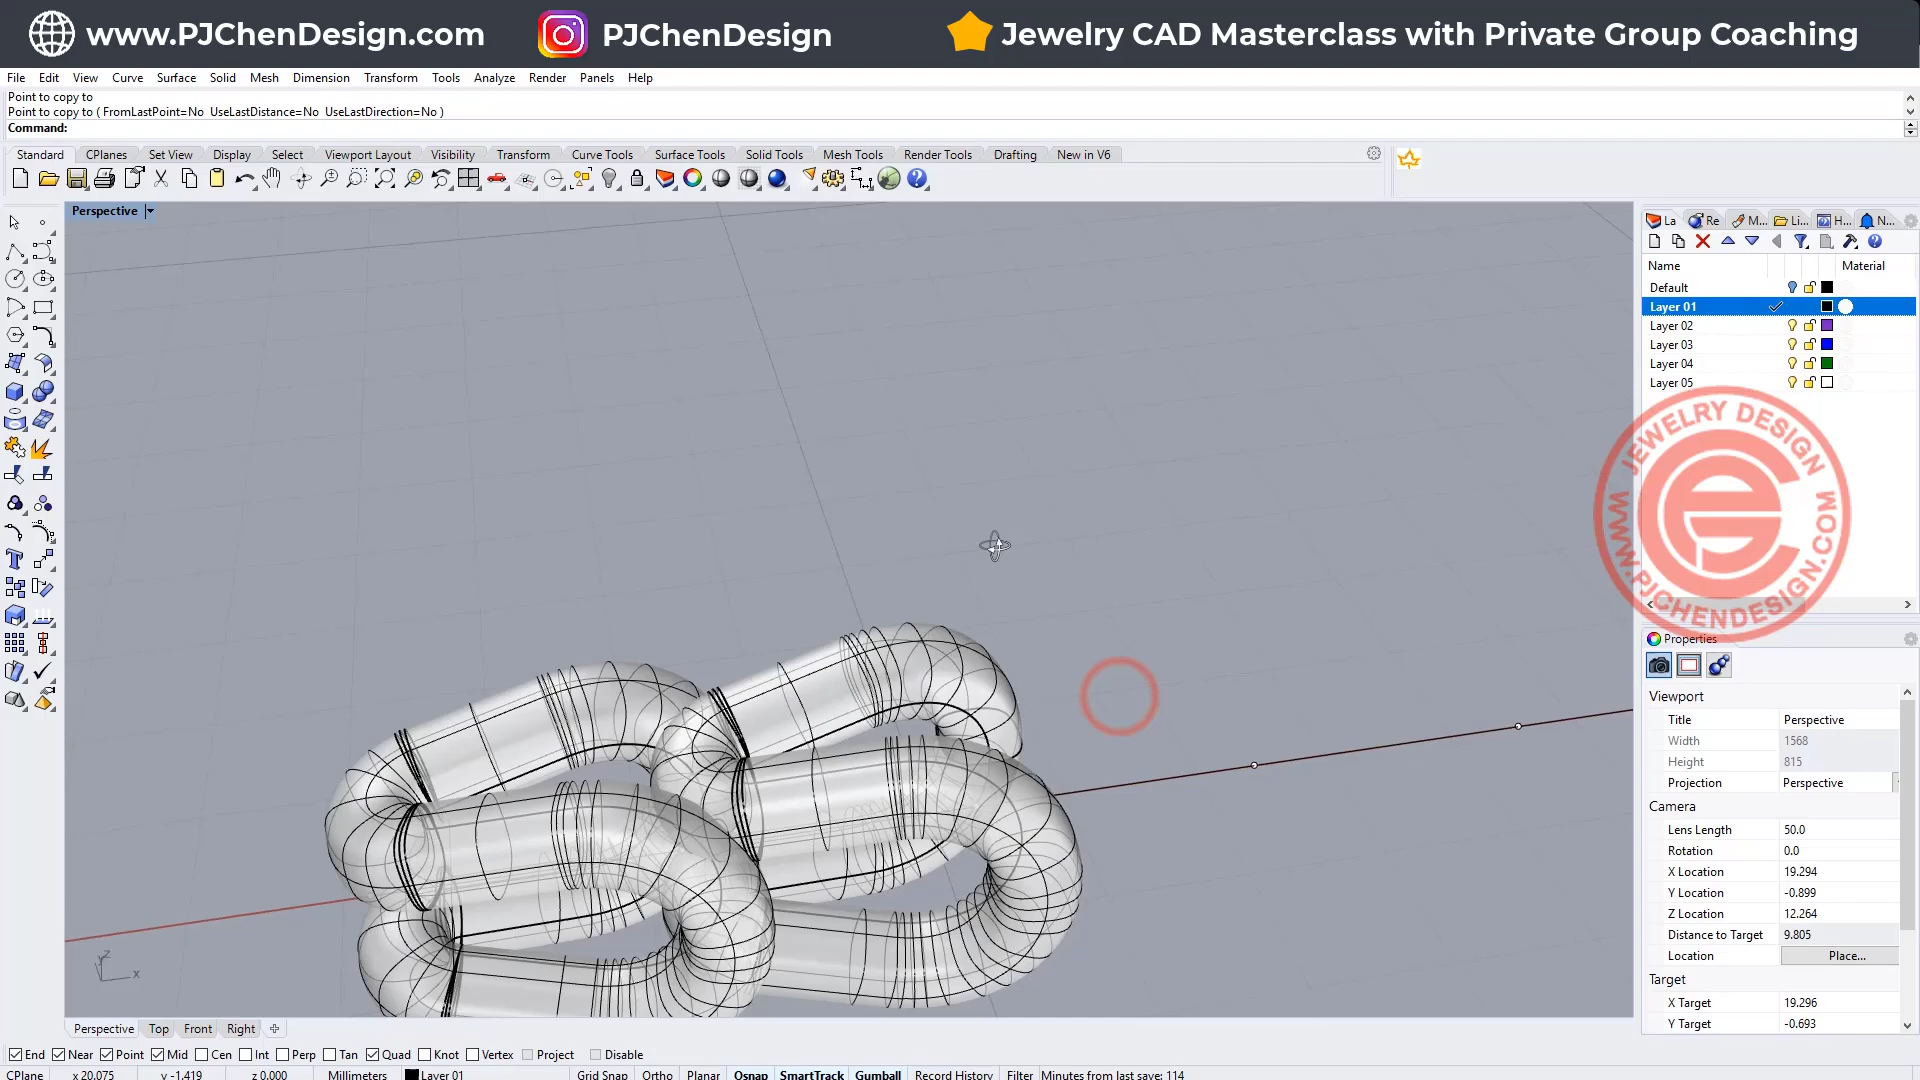 www.PJChenDesign.com PJChenDesign Jewelry CAD Masterclass with Private Group Coaching
File Edit View Curve Surface Solid Mesh Dimension Transform Tools Analyze Render Panels Help
Point to copy to
Point to copy to ( FromLastPoint=No UseLastDistance=No UseLastDirection=No )
Command:
Standard CPlanes Set View Display Select Viewport Layout Visibility Transform Curve Tools Surface Tools Solid Tools Mesh Tools Render Tools Drafting New in V6
Perspective
La Re M... Li... H... N...
Name Material
Default
Layer 01
Layer 02
Layer 03
Layer 04
Layer 05
JEWELRY DESIGN
WWW.PJCHENDESIGN.COM
Properties
Viewport
Title Perspective
Width 1568
Height 815
Projection Perspective
Camera
Lens Length 50.0
Rotation 0.0
X Location 19.294
Y Location -0.899
Z Location 12.264
Distance to Target 9.805
Location Place...
Target
X Target 19.296
Y Target -0.693
z x
Perspective Top Front Right
End Near Point Mid Cen Int Perp Tan Quad Knot Vertex Project Disable
CPlane x 20.075 y -1.419 z 0.000 Millimeters Layer 01 Grid Snap Ortho Planar Osnap SmartTrack Gumball Record History Filter Minutes from last save: 114